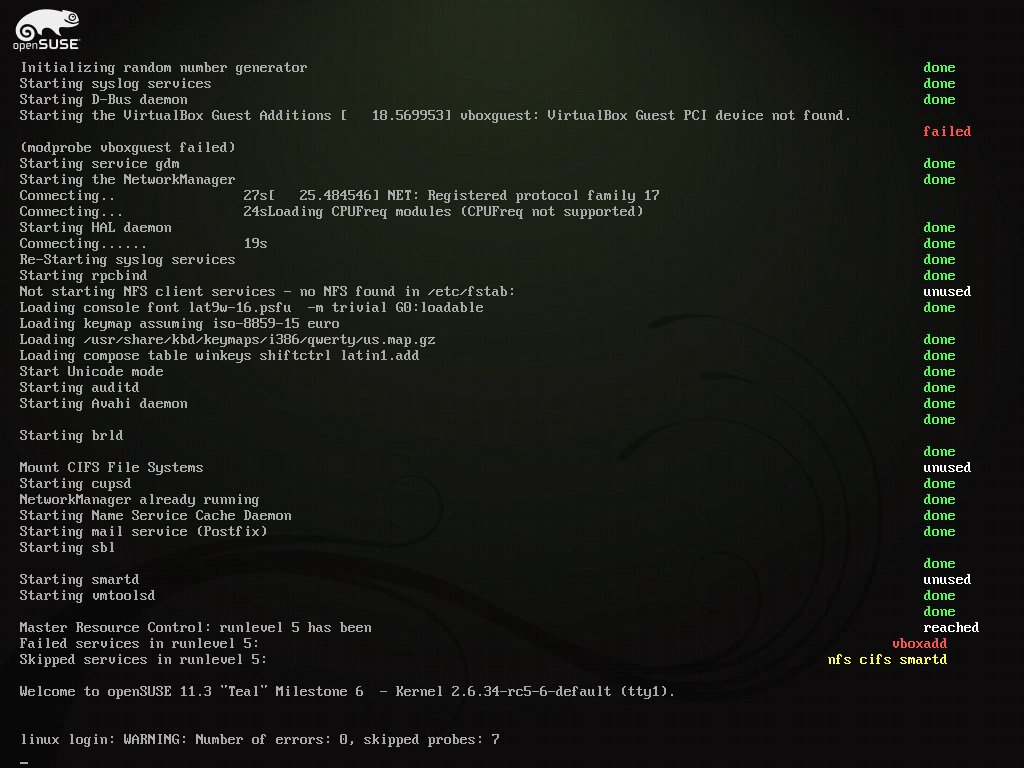 openSUSE
Initializing random number generator done
Starting syslog services done
Starting D-Bus daemon done
Starting the VirtualBox Guest Additions [   18.569953] vboxguest: VirtualBox Guest PCI device not found.
failed
(modprobe vboxguest failed)
Starting service gdm done
Starting the NetworkManager done
Connecting.. 27s[   25.484546] NET: Registered protocol family 17
Connecting... 24sLoading CPUFreq modules (CPUFreq not supported)
Starting HAL daemon done
Connecting...... 19s done
Re-Starting syslog services done
Starting rpcbind done
Not starting NFS client services - no NFS found in /etc/fstab: unused
Loading console font lat9w-16.psfu  -m trivial G0:loadable done
Loading keymap assuming iso-8859-15 euro
Loading /usr/share/kbd/keymaps/i386/qwerty/us.map.gz done
Loading compose table winkeys shiftctrl latin1.add done
Start Unicode mode done
Starting auditd done
Starting Avahi daemon done
done
Starting brld
done
Mount CIFS File Systems unused
Starting cupsd done
NetworkManager already running done
Starting Name Service Cache Daemon done
Starting mail service (Postfix) done
Starting sbl
done
Starting smartd unused
Starting vmtoolsd done
done
Master Resource Control: runlevel 5 has been reached
Failed services in runlevel 5: vboxadd
Skipped services in runlevel 5: nfs cifs smartd
Welcome to openSUSE 11.3 "Teal" Milestone 6  - Kernel 2.6.34-rc5-6-default (tty1).
linux login: WARNING: Number of errors: 0, skipped probes: 7
_